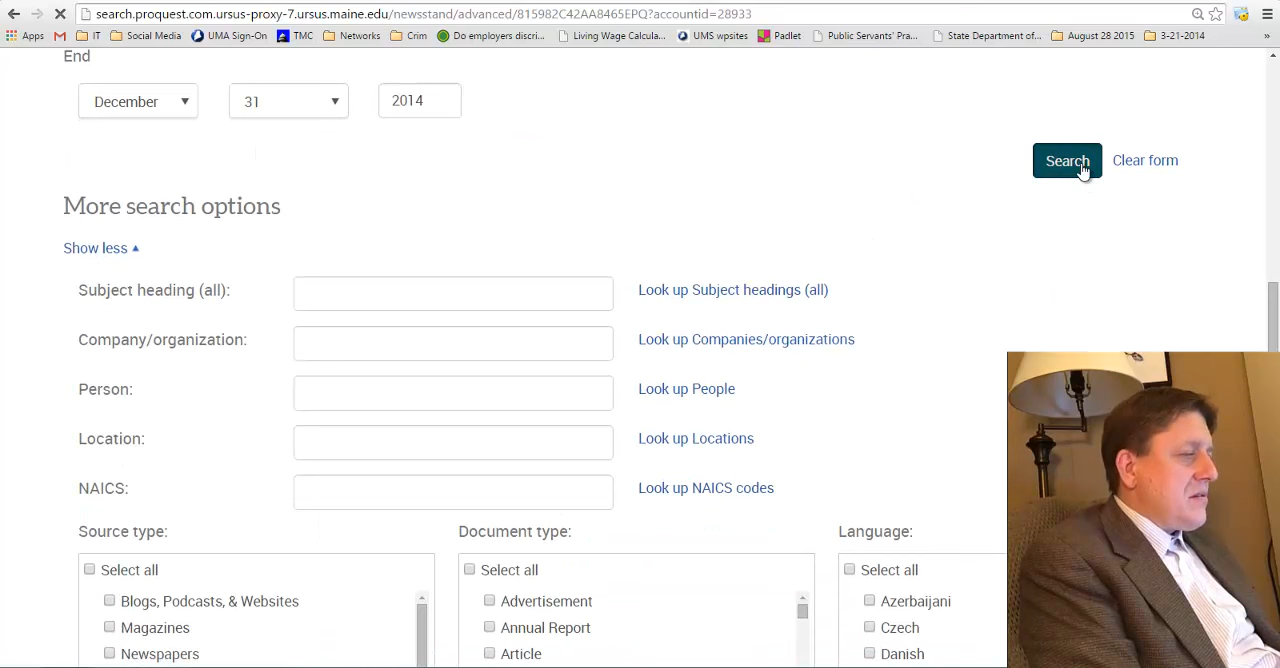 search.proquest.com.ursus-proxy-7.ursus.maine.edu/newsstand/advanced/815982C42AA8465EPQ?accountid=28933
Apps IT Social Media UMA Sign-On TMC Networks Crim Do employers discri... Living Wage Calcula... UMS wpsites Padlet Public Servants' Pra... State Department of... August 28 2015 3-21-2014 »
End
December 31 2014
Search Clear form
More search options
Show less
Subject heading (all): Look up Subject headings (all)
Company/organization: Look up Companies/organizations
Person: Look up People
Location: Look up Locations
NAICS: Look up NAICS codes
Source type: Document type: Language:
Select all Select all Select all
Blogs, Podcasts, & Websites Advertisement Azerbaijani
Magazines Annual Report Czech
Newspapers Article Danish